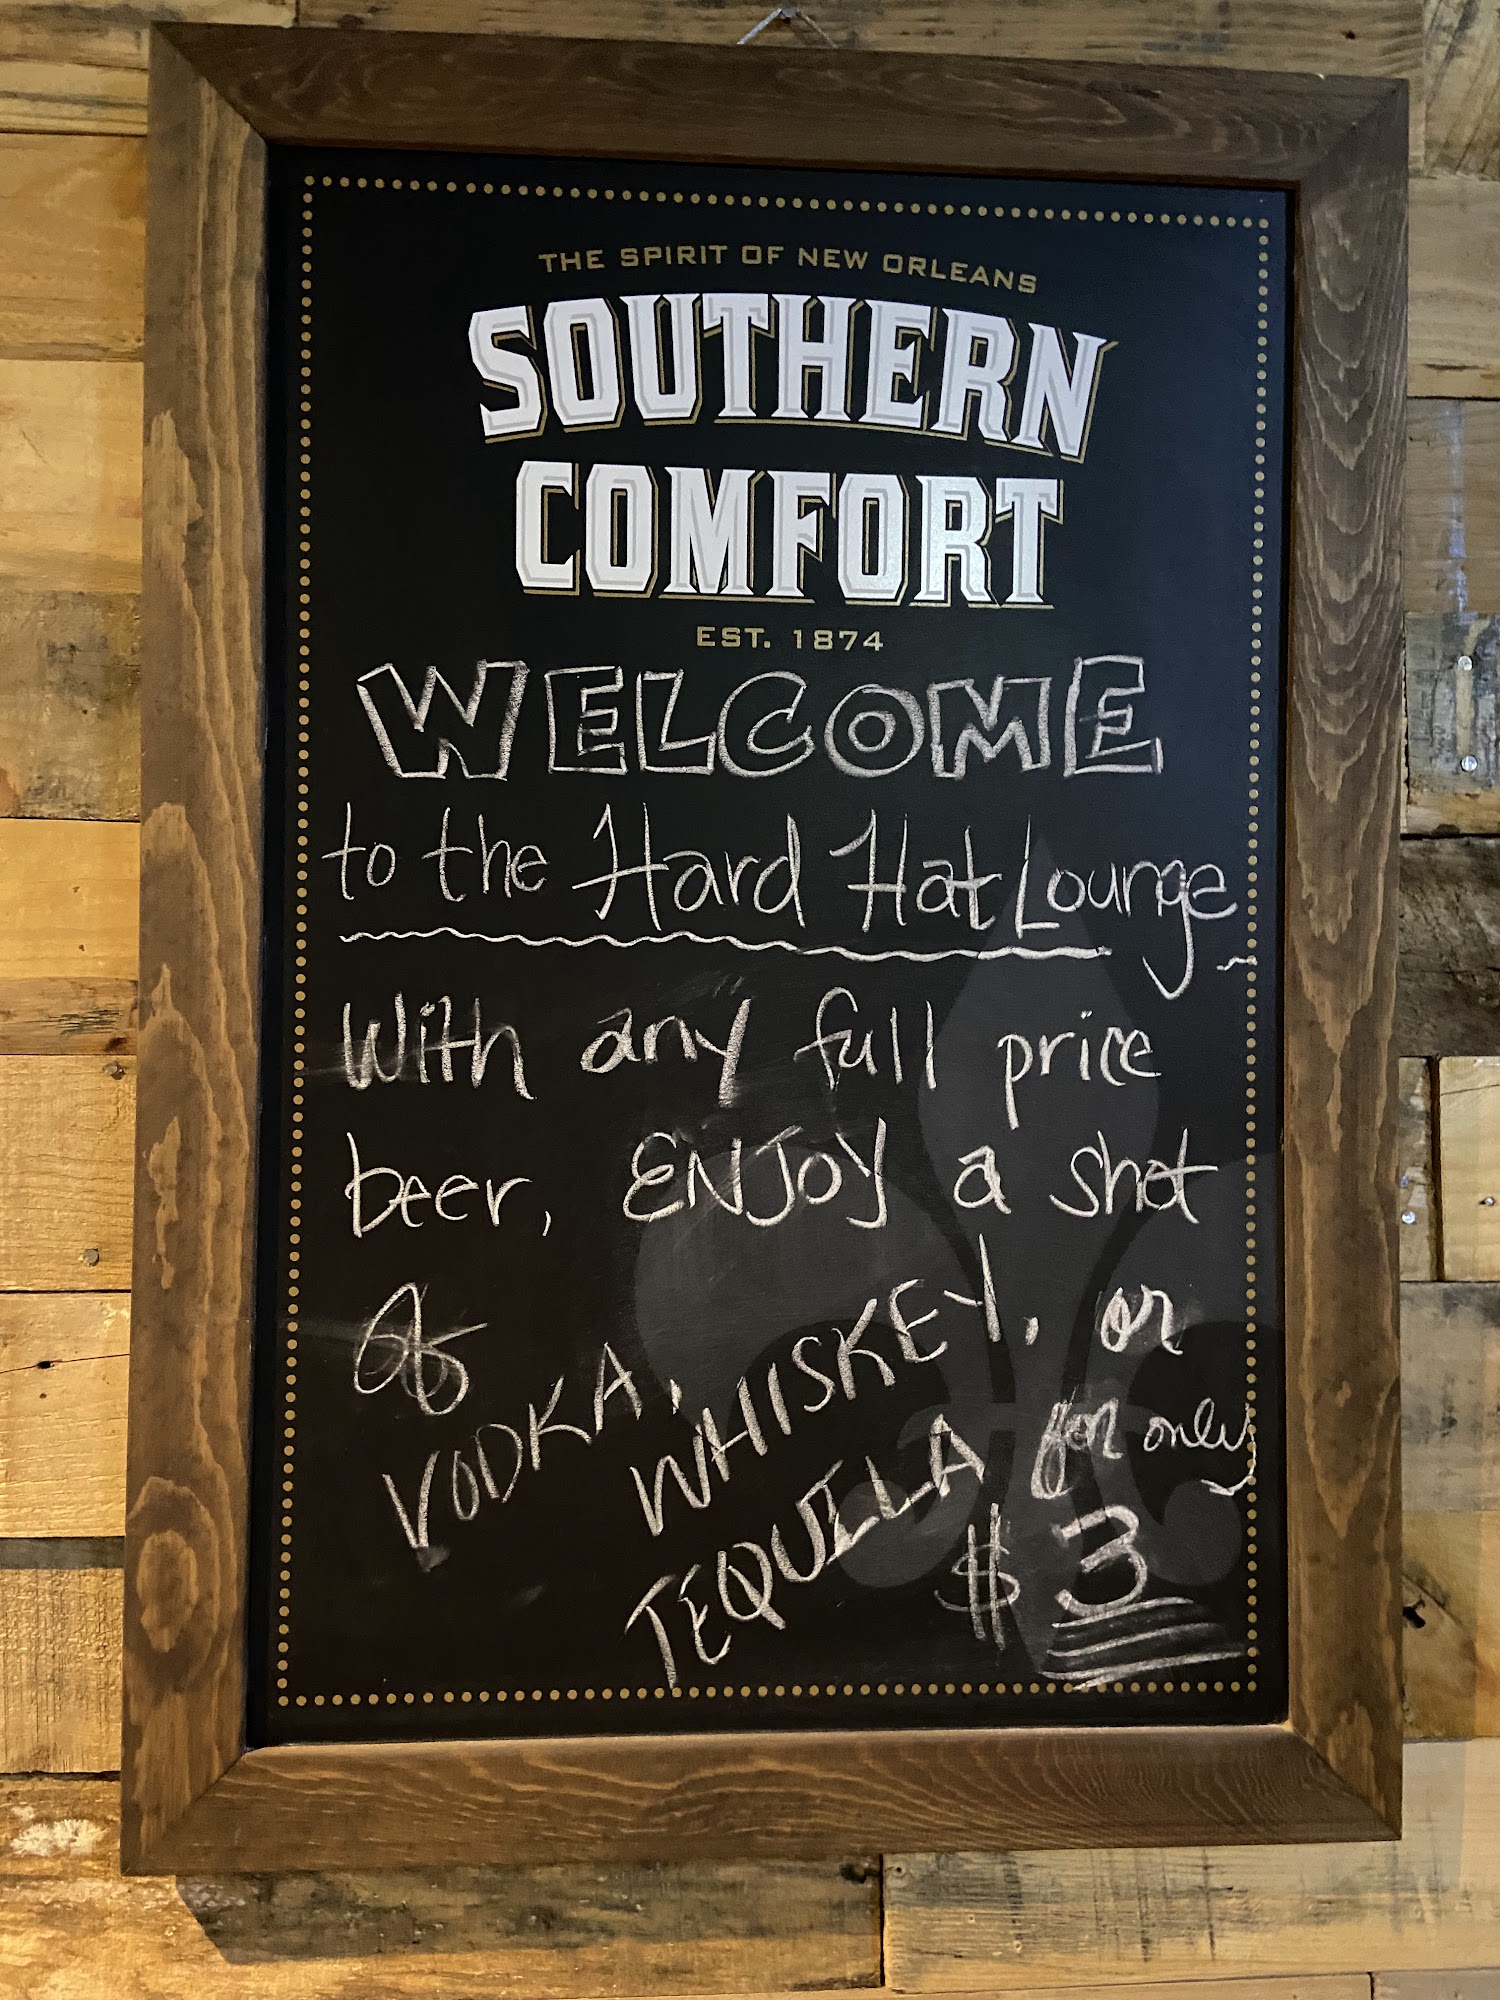 THE SPIRIT OF NEW ORLEANS
SOUTHERN
COMFORT
EST. 1874
WELCOME
to the Hard Hat Lounge
With any full price
beer, ENJOY a shot
of
VODKA, WHISKEY, or
TEQUILLA for only
$3